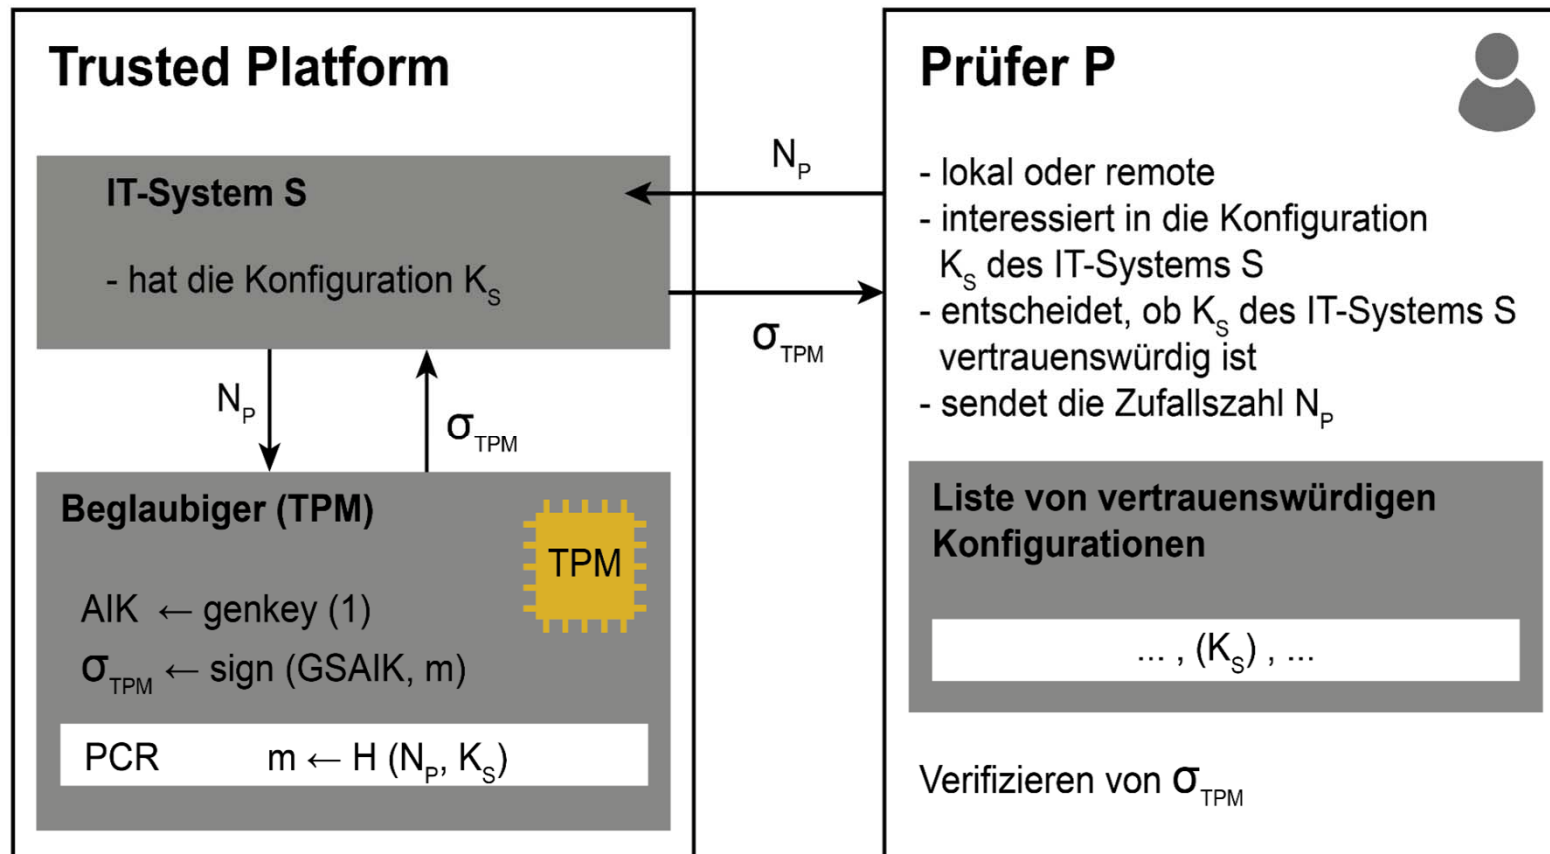 Trusted Platform
IT-System S
- hat die Konfiguration K_S
N_P
σ_TPM
Beglaubiger (TPM)
TPM
AIK ← genkey (1)
σ_TPM ← sign (GSAIK, m)
PCR m ← H (N_P, K_S)
N_P
σ_TPM
Prüfer P
- lokal oder remote
- interessiert in die Konfiguration
K_S des IT-Systems S
- entscheidet, ob K_S des IT-Systems S
vertrauenswürdig ist
- sendet die Zufallszahl N_P
Liste von vertrauenswürdigen
Konfigurationen
... , (K_S) , ...
Verifizieren von σ_TPM